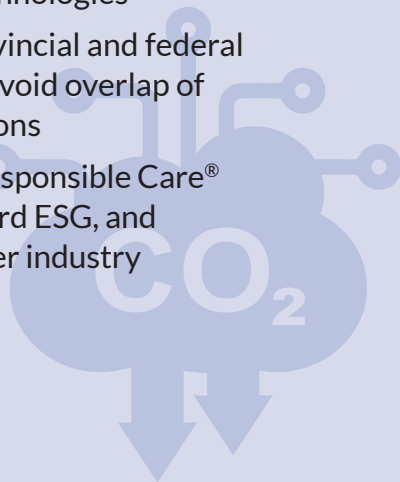 nologies
vincial and federal
void overlap of
ons
sponsible Care®
rd ESG, and
er industry
CO₂